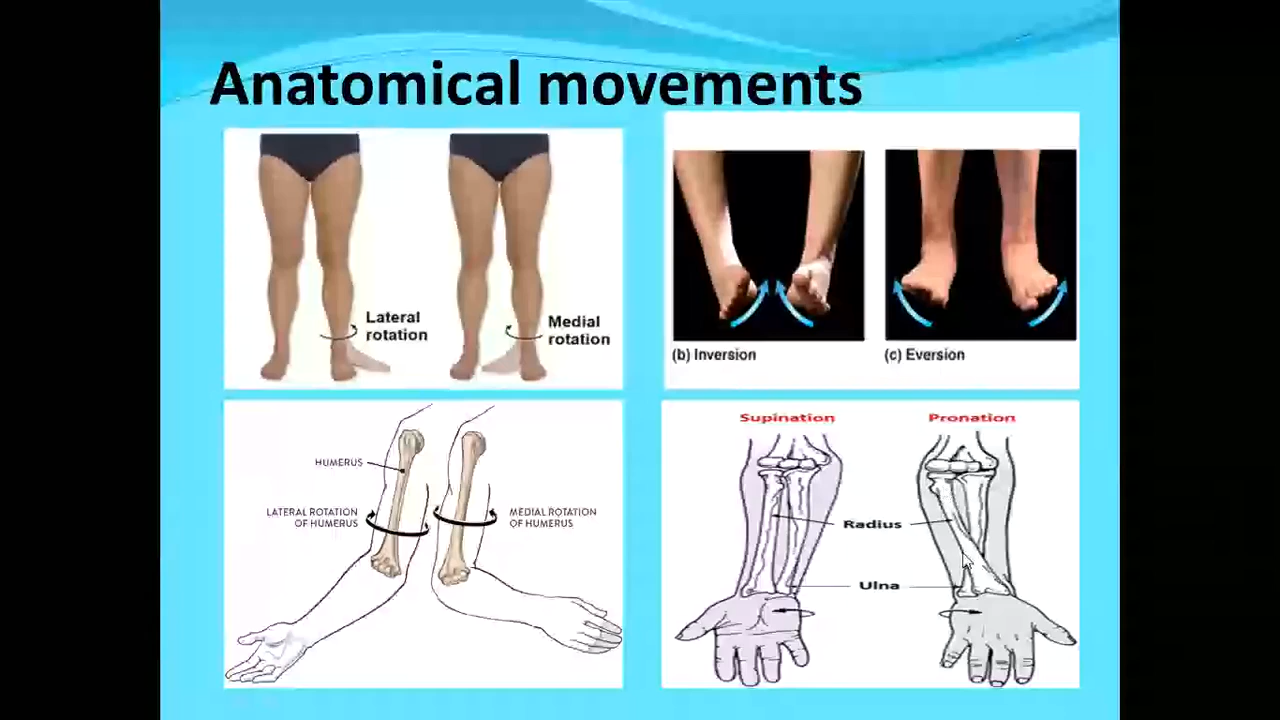 Anatomical movements
Lateral
rotation
Medial
rotation
(b) Inversion
(c) Eversion
HUMERUS
LATERAL ROTATION
OF HUMERUS
MEDIAL ROTATION
OF HUMERUS
Supination
Pronation
Radius
Ulna